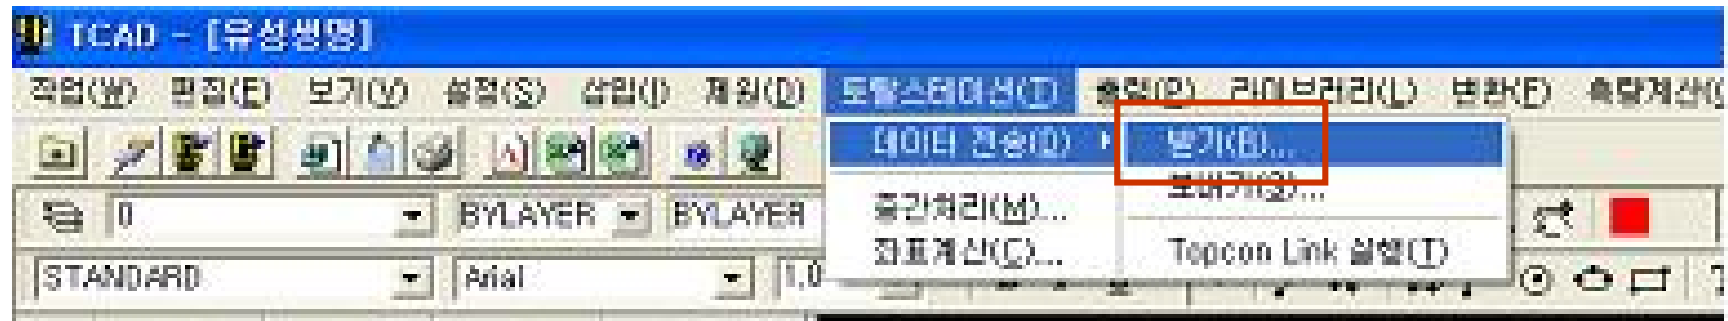 TCAD - [유성쌍명]
작업(W) 편집(E) 보기(V) 설정(S) 삽입(I) 제원(D) 토탈스테이션(T) 출력(P) 라이브러리(L) 변환(F) 측량계산(
데이터 전송(D) 받기(R)...
보내기(S)...
0 BYLAYER BYLAYER
중간처리(M)...
좌표계산(C)... Topcon Link 실행(T)
STANDARD Arial 1.0